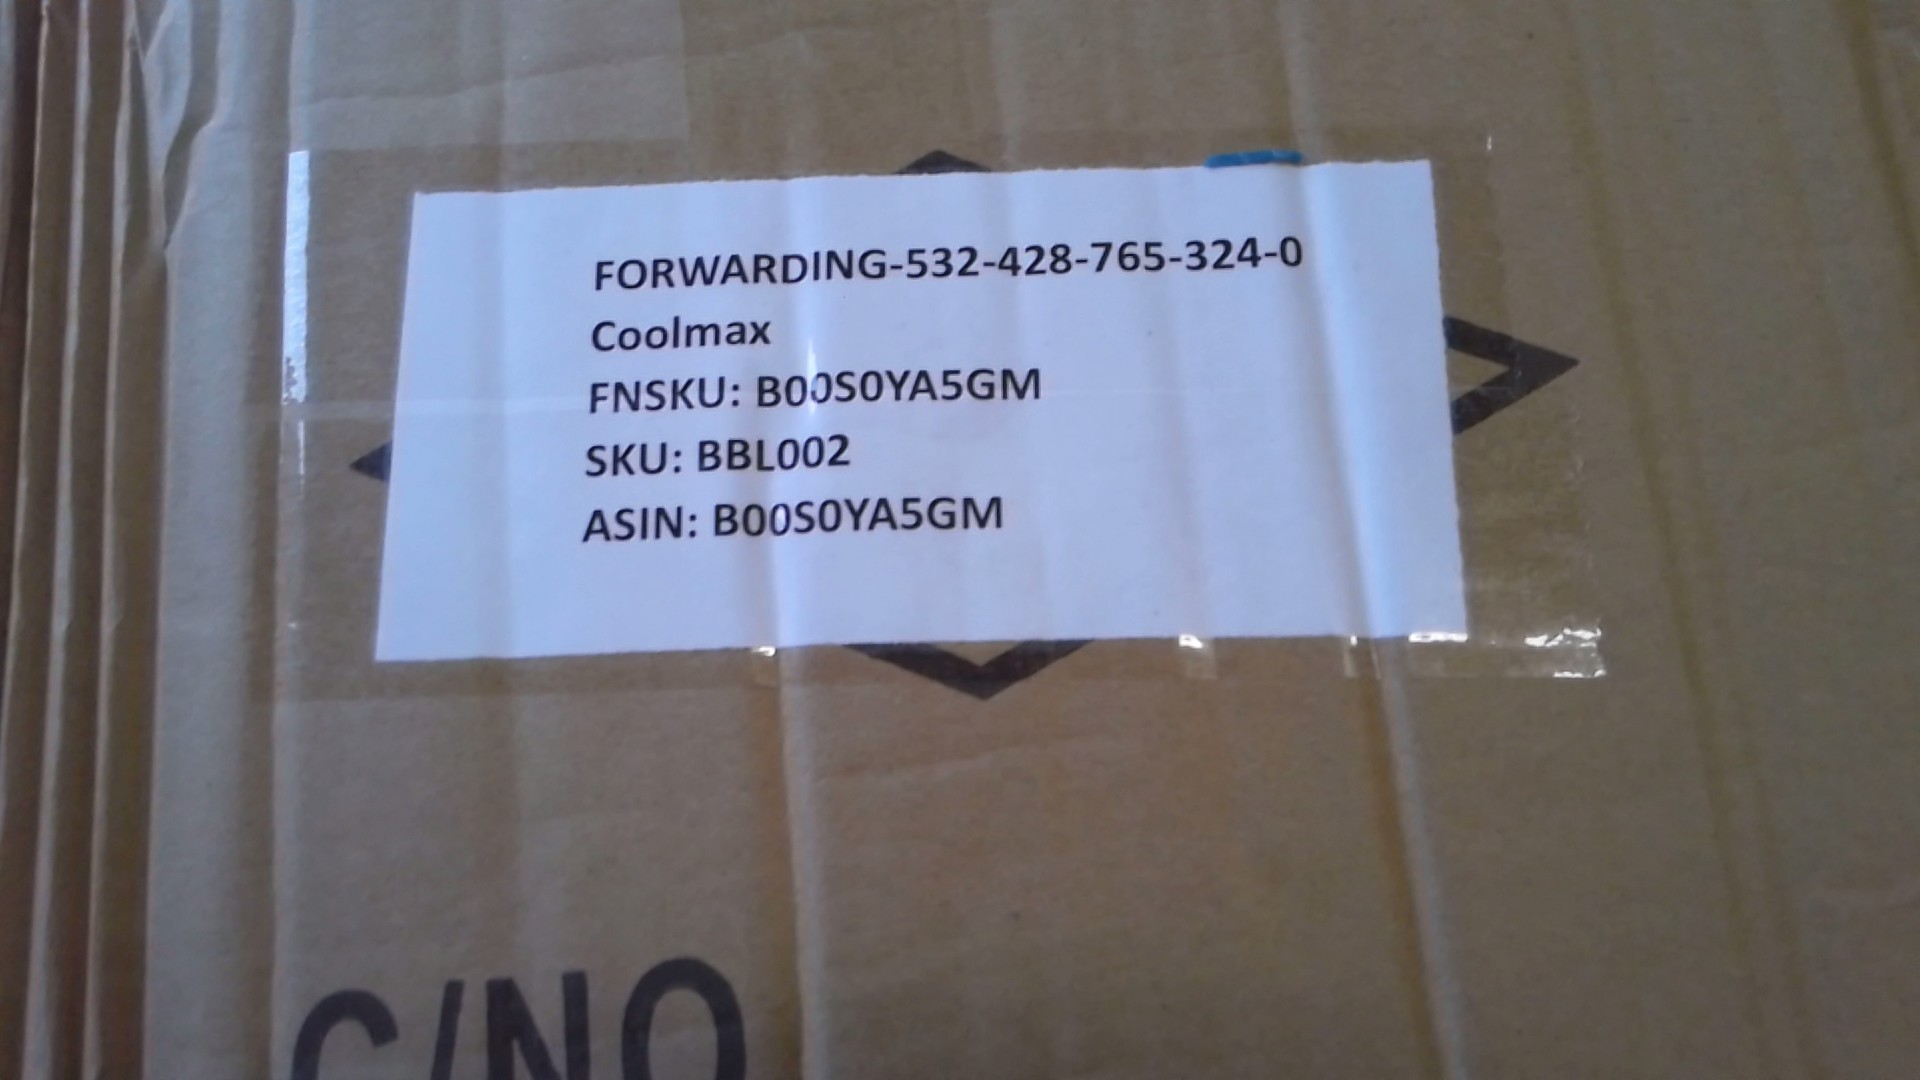 FORWARDING-532-428-765-324-0
Coolmax
FNSKU: B00S0YA5GM
SKU: BBL002
ASIN: B00S0YA5GM
C/NO